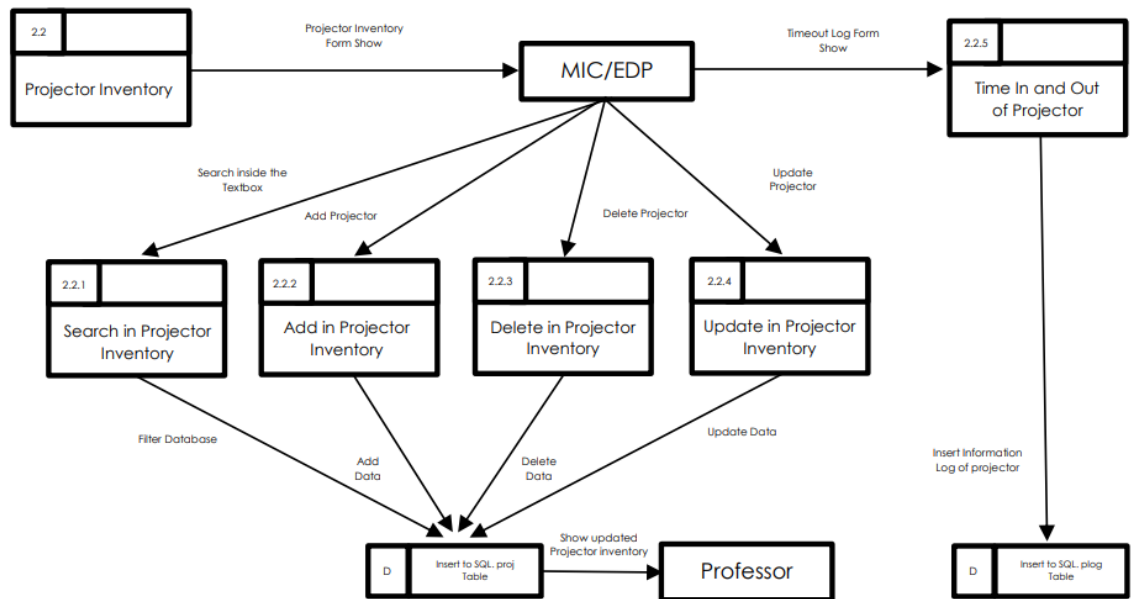 2.2
Projector Inventory
Projector Inventory
Form Show
MIC/EDP
Timeout Log Form
Show
2.2.5
Time In and Out
of Projector
Search inside the
Textbox
Add Projector
Delete Projector
Update
Projector
2.2.1
Search in Projector
Inventory
2.2.2
Add in Projector
Inventory
2.2.3
Delete in Projector
Inventory
2.2.4
Update in Projector
Inventory
Filter Database
Add
Data
Delete
Data
Update Data
Insert Information
Log of projector
D
Insert to SQL. proj
Table
Show updated
Projector inventory
Professor
D
Insert to SQL. plog
Table